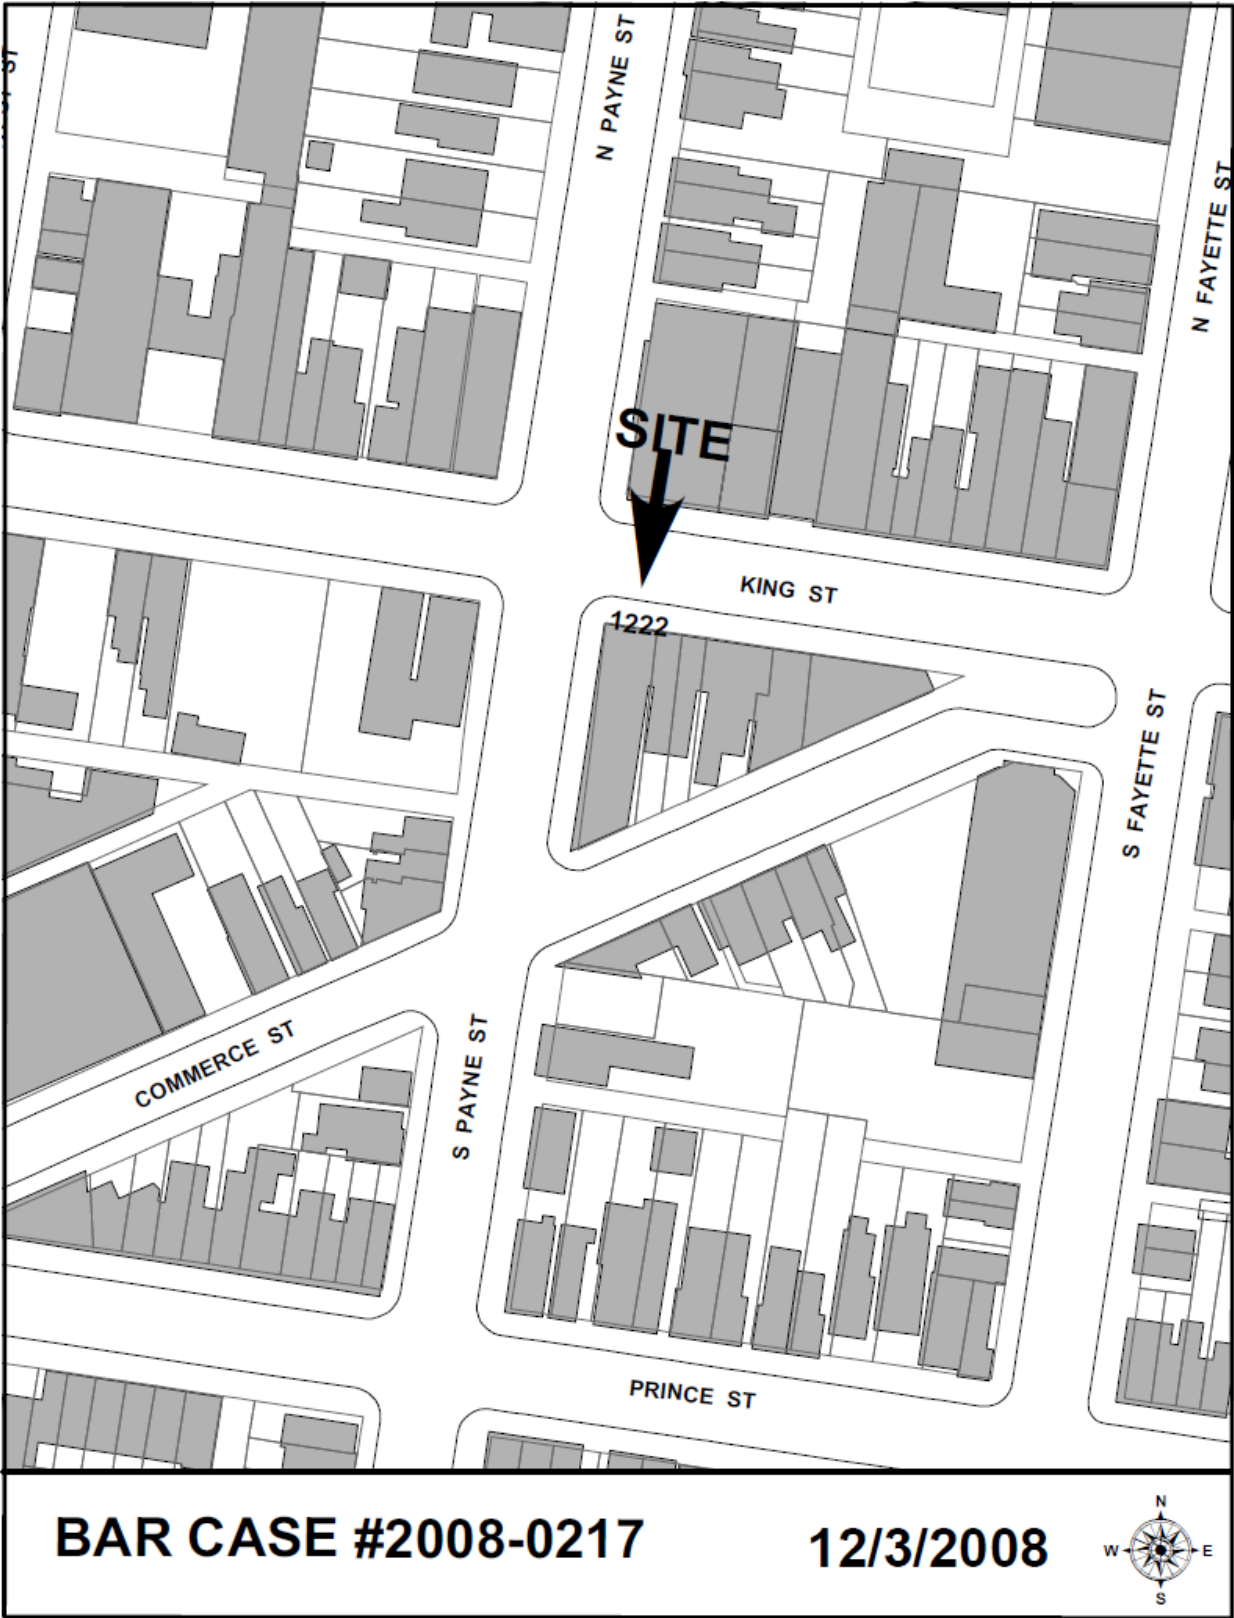 N PAYNE ST
N FAYETTE ST
SITE
KING ST
1222
S FAYETTE ST
COMMERCE ST
S PAYNE ST
PRINCE ST
BAR CASE #2008-0217
12/3/2008
N
W E
S